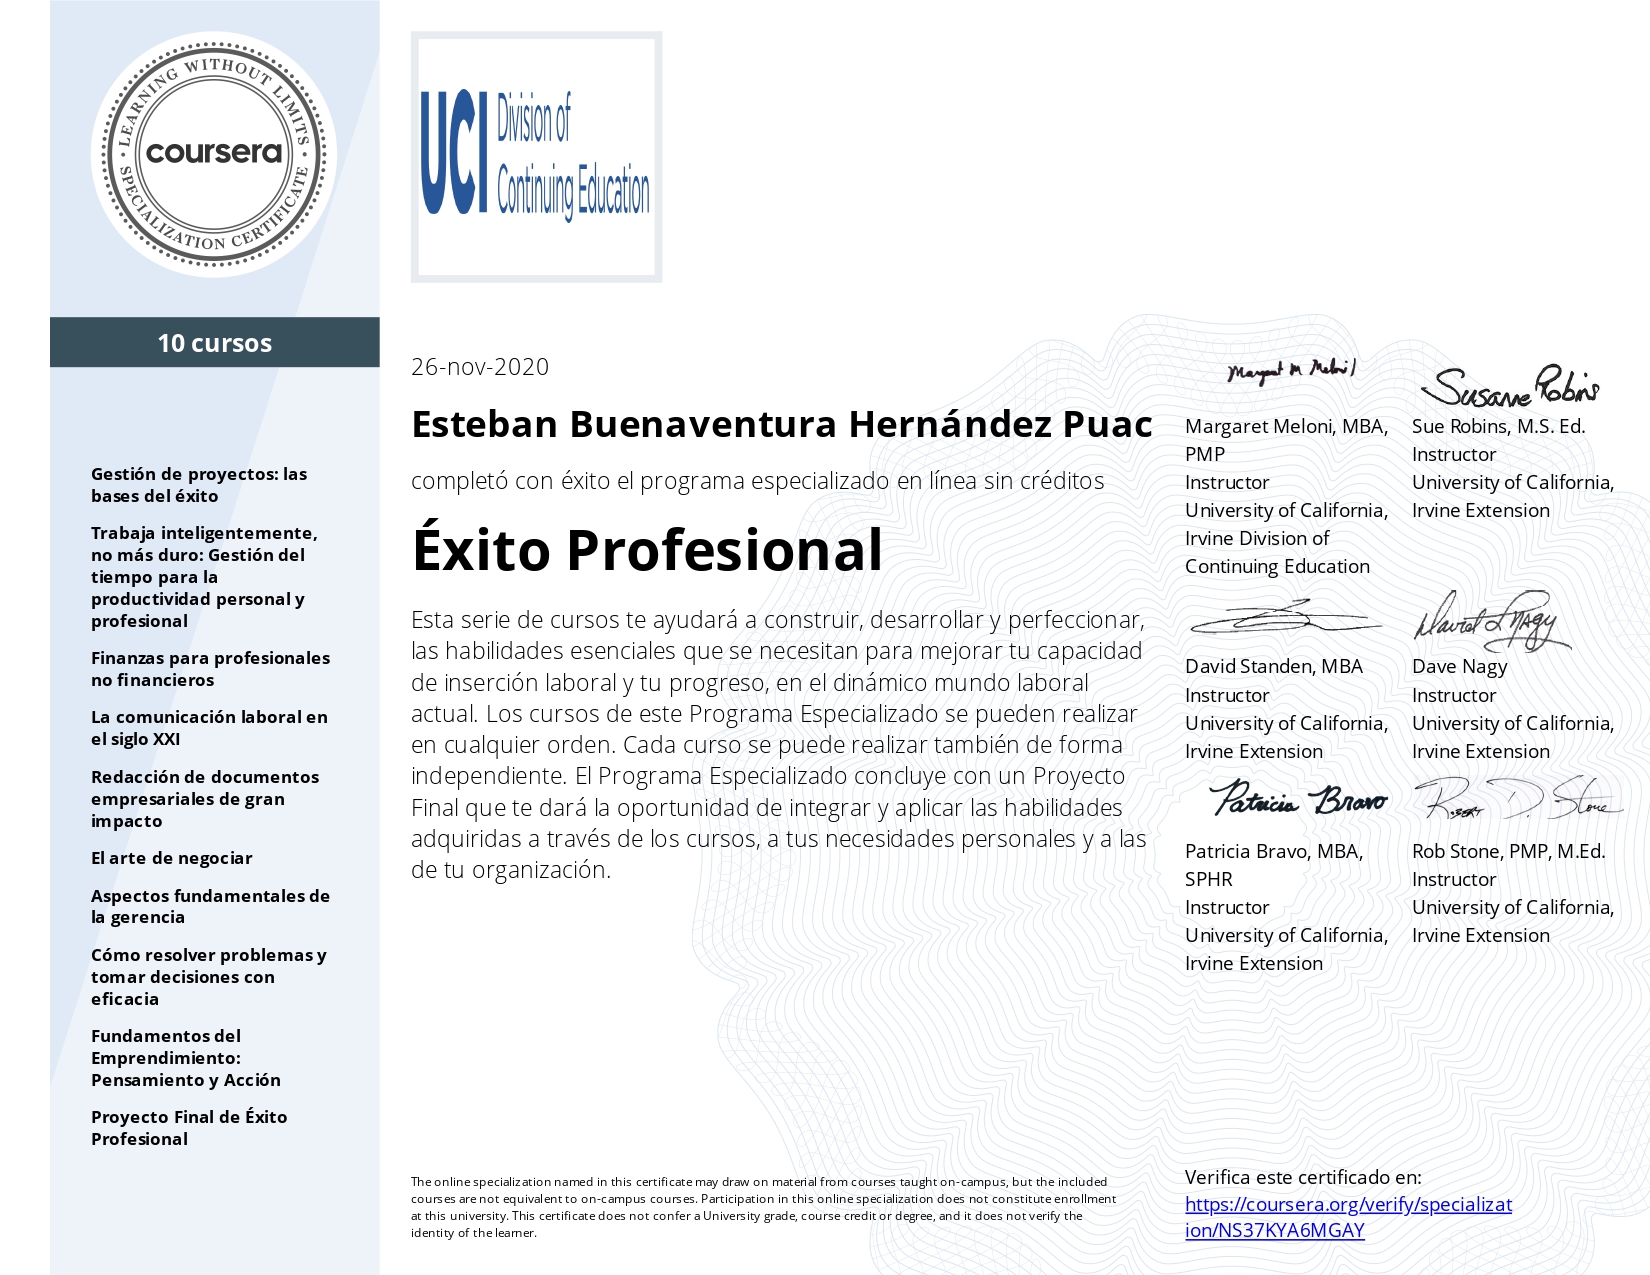 LEARNING WITHOUT LIMITS
coursera
SPECIALIZATION CERTIFICATE
UCI Division of
Continuing Education
10 cursos
Gestión de proyectos: las
bases del éxito
Trabaja inteligentemente,
no más duro: Gestión del
tiempo para la
productividad personal y
profesional
Finanzas para profesionales
no financieros
La comunicación laboral en
el siglo XXI
Redacción de documentos
empresariales de gran
impacto
El arte de negociar
Aspectos fundamentales de
la gerencia
Cómo resolver problemas y
tomar decisiones con
eficacia
Fundamentos del
Emprendimiento:
Pensamiento y Acción
Proyecto Final de Éxito
Profesional
26-nov-2020
Esteban Buenaventura Hernández Puac
completó con éxito el programa especializado en línea sin créditos
Éxito Profesional
Esta serie de cursos te ayudará a construir, desarrollar y perfeccionar,
las habilidades esenciales que se necesitan para mejorar tu capacidad
de inserción laboral y tu progreso, en el dinámico mundo laboral
actual. Los cursos de este Programa Especializado se pueden realizar
en cualquier orden. Cada curso se puede realizar también de forma
independiente. El Programa Especializado concluye con un Proyecto
Final que te dará la oportunidad de integrar y aplicar las habilidades
adquiridas a través de los cursos, a tus necesidades personales y a las
de tu organización.
Margaret M Meloni
Margaret Meloni, MBA,
PMP
Instructor
University of California,
Irvine Division of
Continuing Education
Susanne Robins
Sue Robins, M.S. Ed.
Instructor
University of California,
Irvine Extension
David Standen, MBA
Instructor
University of California,
Irvine Extension
David L Nagy
Dave Nagy
Instructor
University of California,
Irvine Extension
Patricia Bravo
Patricia Bravo, MBA,
SPHR
Instructor
University of California,
Irvine Extension
Robert D. Stone
Rob Stone, PMP, M.Ed.
Instructor
University of California,
Irvine Extension
The online specialization named in this certificate may draw on material from courses taught on-campus, but the included
courses are not equivalent to on-campus courses. Participation in this online specialization does not constitute enrollment
at this university. This certificate does not confer a University grade, course credit or degree, and it does not verify the
identity of the learner.
Verifica este certificado en:
https://coursera.org/verify/specializat
ion/NS37KYA6MGAY